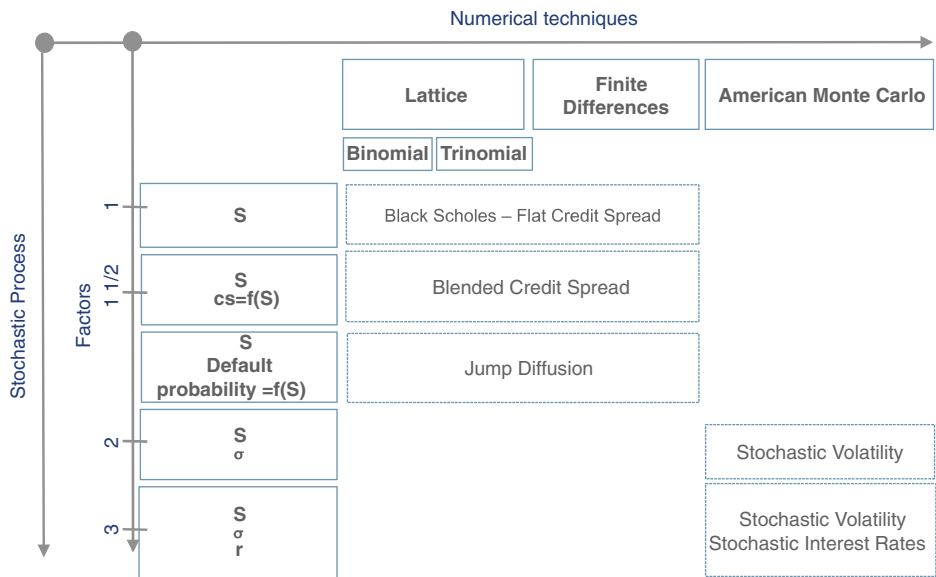 Numerical techniques
Lattice
Finite
Differences
American Monte Carlo
Binomial
Trinomial
Stochastic Process
Factors
1
S
Black Scholes – Flat Credit Spread
1 1/2
S
cs=f(S)
Blended Credit Spread
S
Default
probability =f(S)
Jump Diffusion
2
S
σ
Stochastic Volatility
3
S
σ
r
Stochastic Volatility
Stochastic Interest Rates